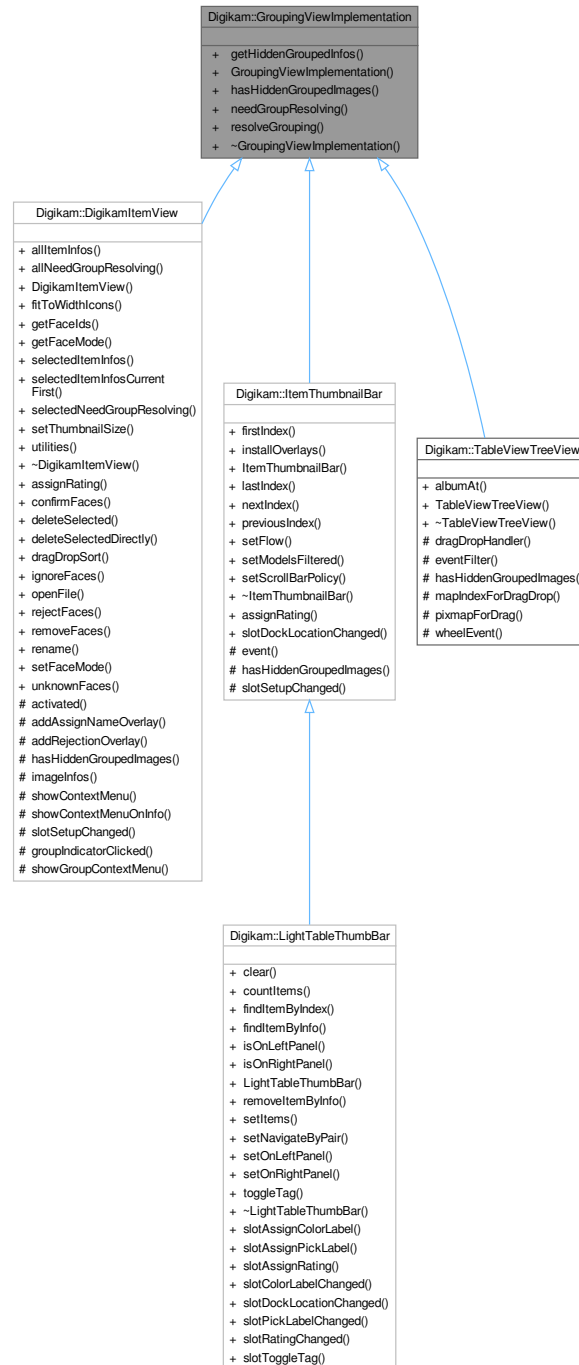 Digikam::GroupingViewImplementation
+ getHiddenGroupedInfos()
+ GroupingViewImplementation()
+ hasHiddenGroupedImages()
+ needGroupResolving()
+ resolveGrouping()
+ ~GroupingViewImplementation()
Digikam::DigikamItemView
+ allItemInfos()
+ allNeedGroupResolving()
+ DigikamItemView()
+ fitToWidthIcons()
+ getFaceIds()
+ getFaceMode()
+ selectedItemInfos()
+ selectedItemInfosCurrent
First()
+ selectedNeedGroupResolving()
+ setThumbnailSize()
+ utilities()
+ ~DigikamItemView()
+ assignRating()
+ confirmFaces()
+ deleteSelected()
+ deleteSelectedDirectly()
+ dragDropSort()
+ ignoreFaces()
+ openFile()
+ rejectFaces()
+ removeFaces()
+ rename()
+ setFaceMode()
+ unknownFaces()
# activated()
# addAssignNameOverlay()
# addRejectionOverlay()
# hasHiddenGroupedImages()
# imageInfos()
# showContextMenu()
# showContextMenuOnInfo()
# slotSetupChanged()
# groupIndicatorClicked()
# showGroupContextMenu()
Digikam::ItemThumbnailBar
+ firstIndex()
+ installOverlays()
+ ItemThumbnailBar()
+ lastIndex()
+ nextIndex()
+ previousIndex()
+ setFlow()
+ setModelsFiltered()
+ setScrollBarPolicy()
+ ~ItemThumbnailBar()
+ assignRating()
+ slotDockLocationChanged()
# event()
# hasHiddenGroupedImages()
# slotSetupChanged()
Digikam::TableViewTreeView
+ albumAt()
+ TableViewTreeView()
+ ~TableViewTreeView()
# dragDropHandler()
# eventFilter()
# hasHiddenGroupedImages()
# mapIndexForDragDrop()
# pixmapForDrag()
# wheelEvent()
Digikam::LightTableThumbBar
+ clear()
+ countItems()
+ findItemByIndex()
+ findItemByInfo()
+ isOnLeftPanel()
+ isOnRightPanel()
+ LightTableThumbBar()
+ removeItemByInfo()
+ setItems()
+ setNavigateByPair()
+ setOnLeftPanel()
+ setOnRightPanel()
+ toggleTag()
+ ~LightTableThumbBar()
+ slotAssignColorLabel()
+ slotAssignPickLabel()
+ slotAssignRating()
+ slotColorLabelChanged()
+ slotDockLocationChanged()
+ slotPickLabelChanged()
+ slotRatingChanged()
+ slotToggleTag()